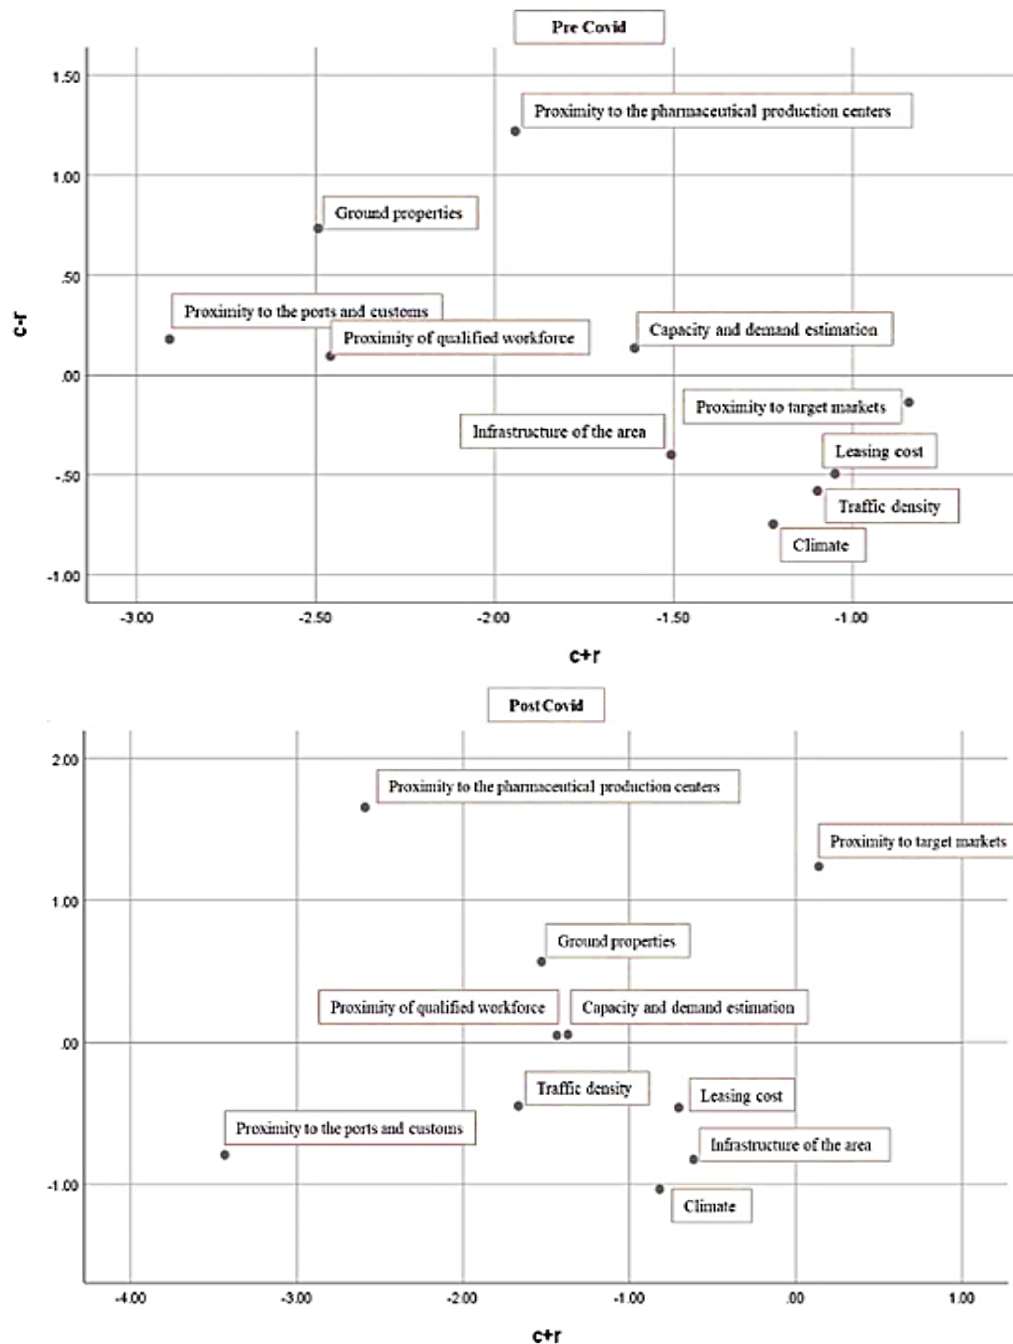 Pre Covid
1.50
Proximity to the pharmaceutical production centers
1.00
Ground properties
.50
c-r
Proximity to the ports and customs
Proximity of qualified workforce
Capacity and demand estimation
.00
Proximity to target markets
Infrastructure of the area
Leasing cost
-.50
Traffic density
Climate
-1.00
-3.00 -2.50 -2.00 -1.50 -1.00
c+r
Post Covid
2.00
Proximity to the pharmaceutical production centers
Proximity to target markets
1.00
Ground properties
Proximity of qualified workforce
Capacity and demand estimation
.00
Traffic density
Leasing cost
Proximity to the ports and customs
Infrastructure of the area
-1.00
Climate
-4.00 -3.00 -2.00 -1.00 .00 1.00
c+r